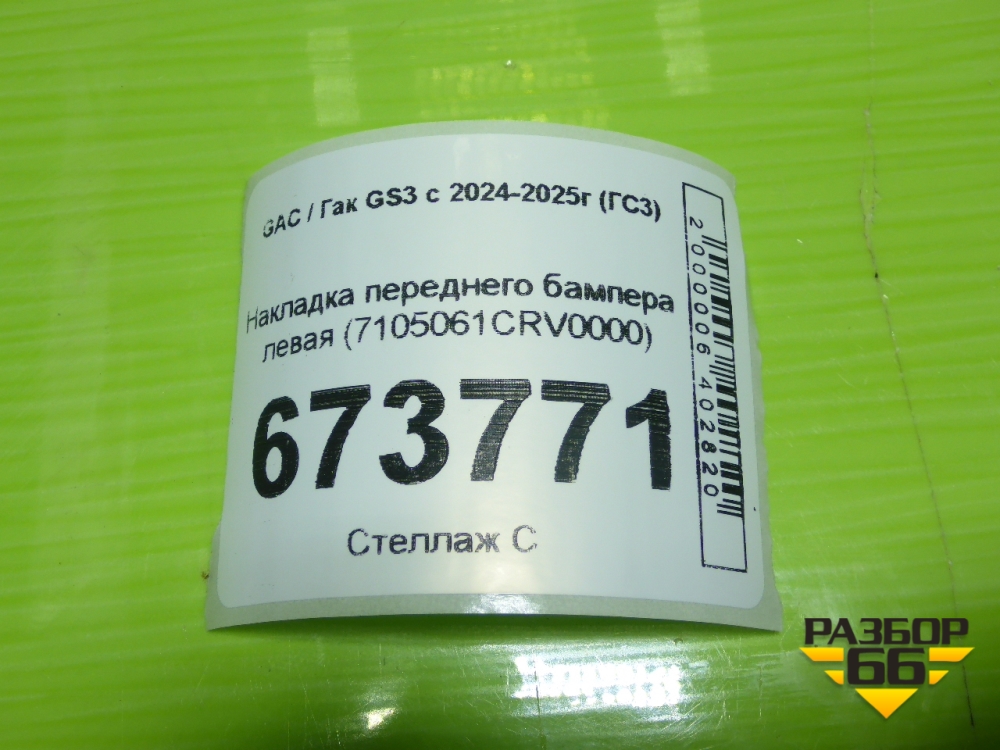 GAC / Гак GS3 с 2024-2025г (ГС3)
Накладка переднего бампера
левая (7105061CRV0000)
673771
Стеллаж С
2000006402820
РАЗБОР
66